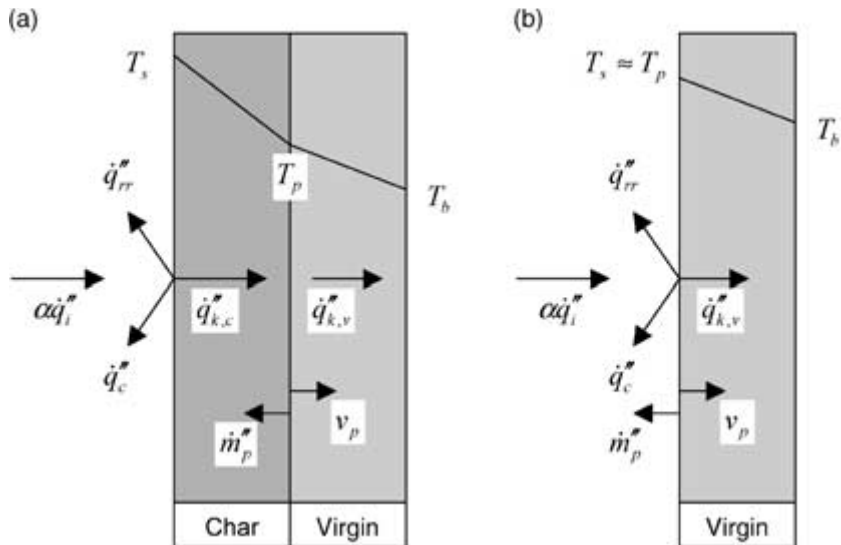 (a)
T_s
q̇″_rr
αq̇″_i
q̇″_c
q̇″_k,c
q̇″_k,v
T_p
T_b
ṁ″_p
v_p
Char
Virgin
(b)
T_s ≈ T_p
T_b
q̇″_rr
αq̇″_i
q̇″_c
q̇″_k,v
ṁ″_p
v_p
Virgin